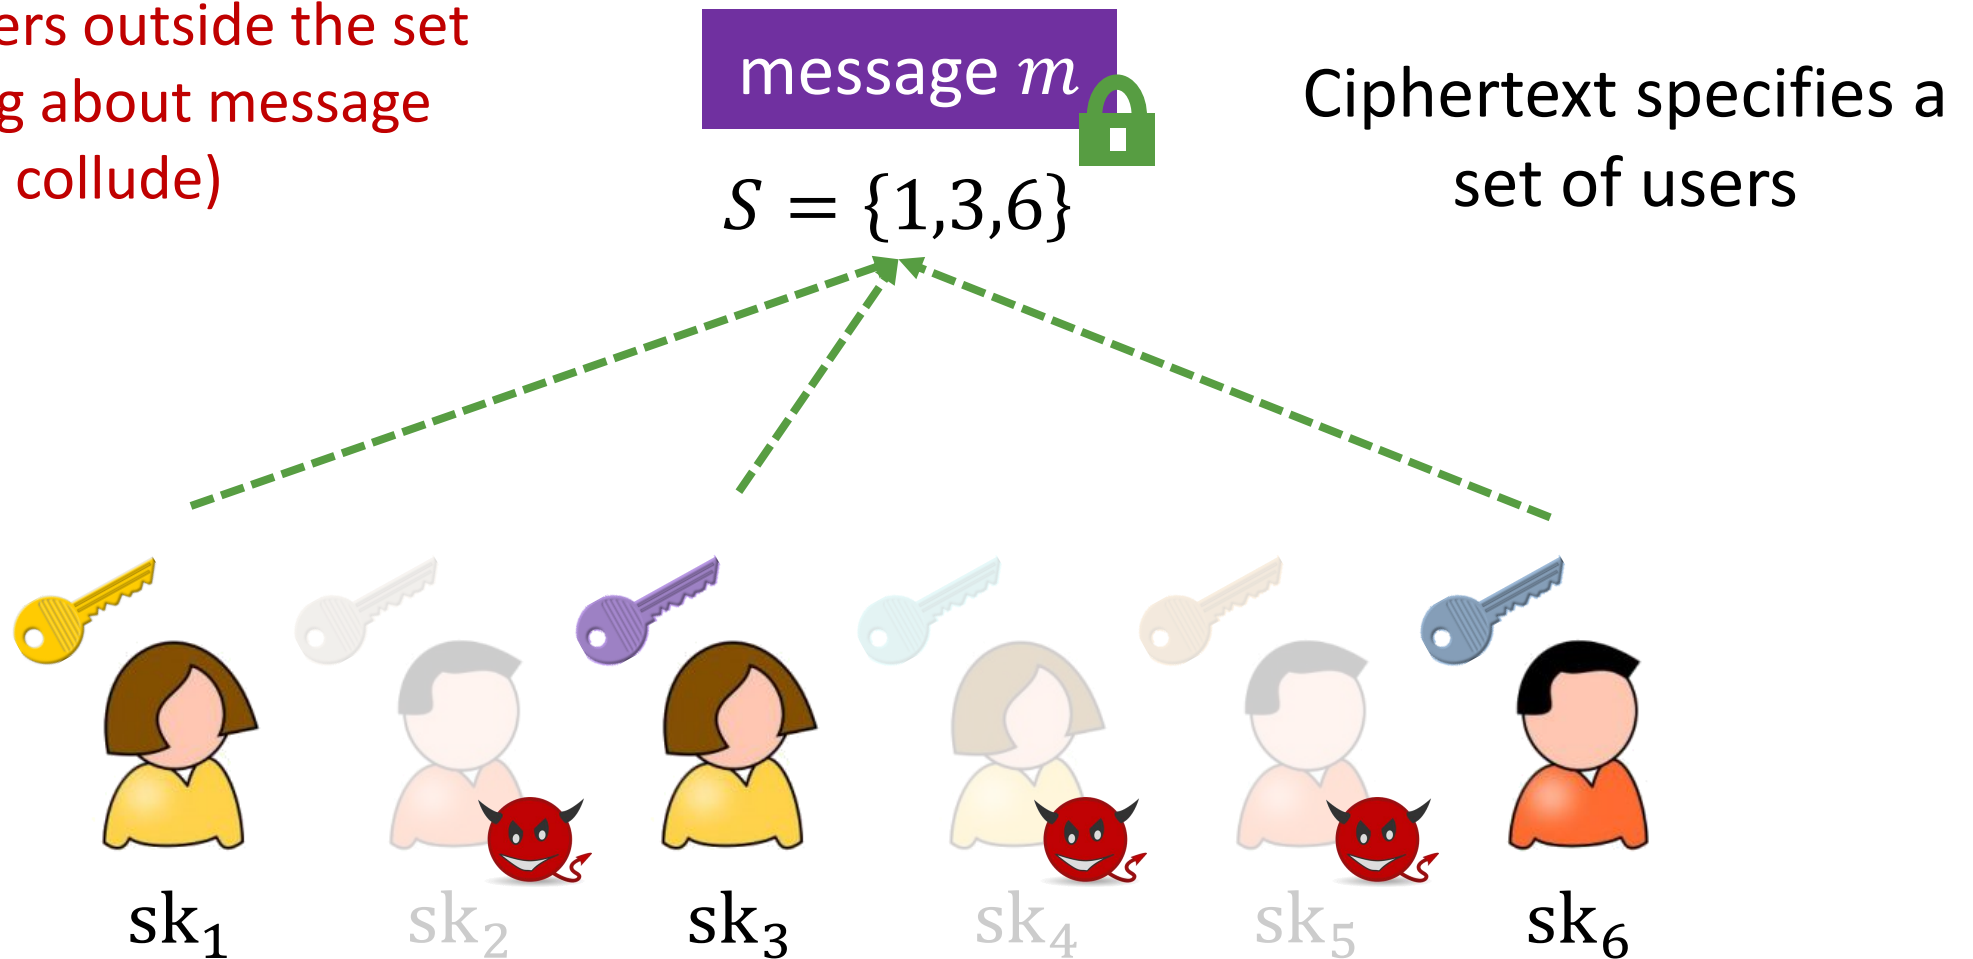 outside the set
about message
collude)
message m
S = {1,3,6}
Ciphertext specifies a
set of users
sk₁ sk₂ sk₃ sk₄ sk₅ sk₆